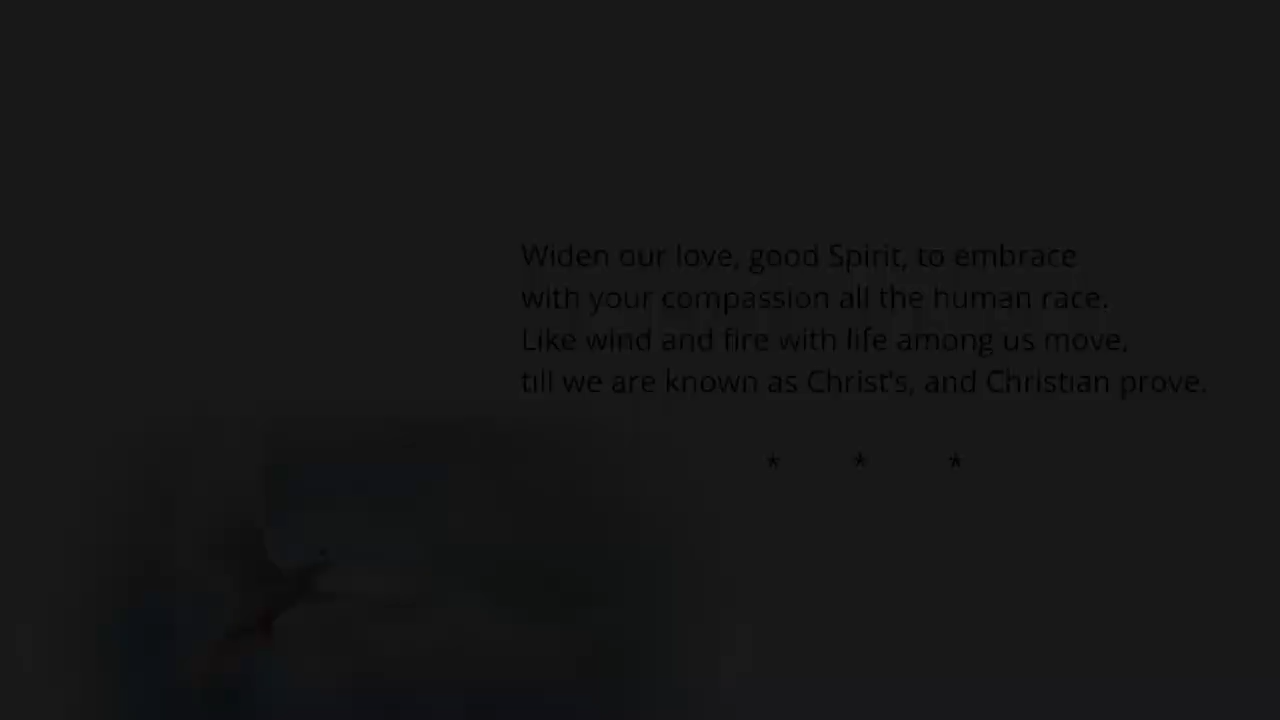 Widen our love, good Spirit, to embrace
with your compassion all the human race.
Like wind and fire with life among us move,
till we are known as Christ's, and Christian prove.
* * *